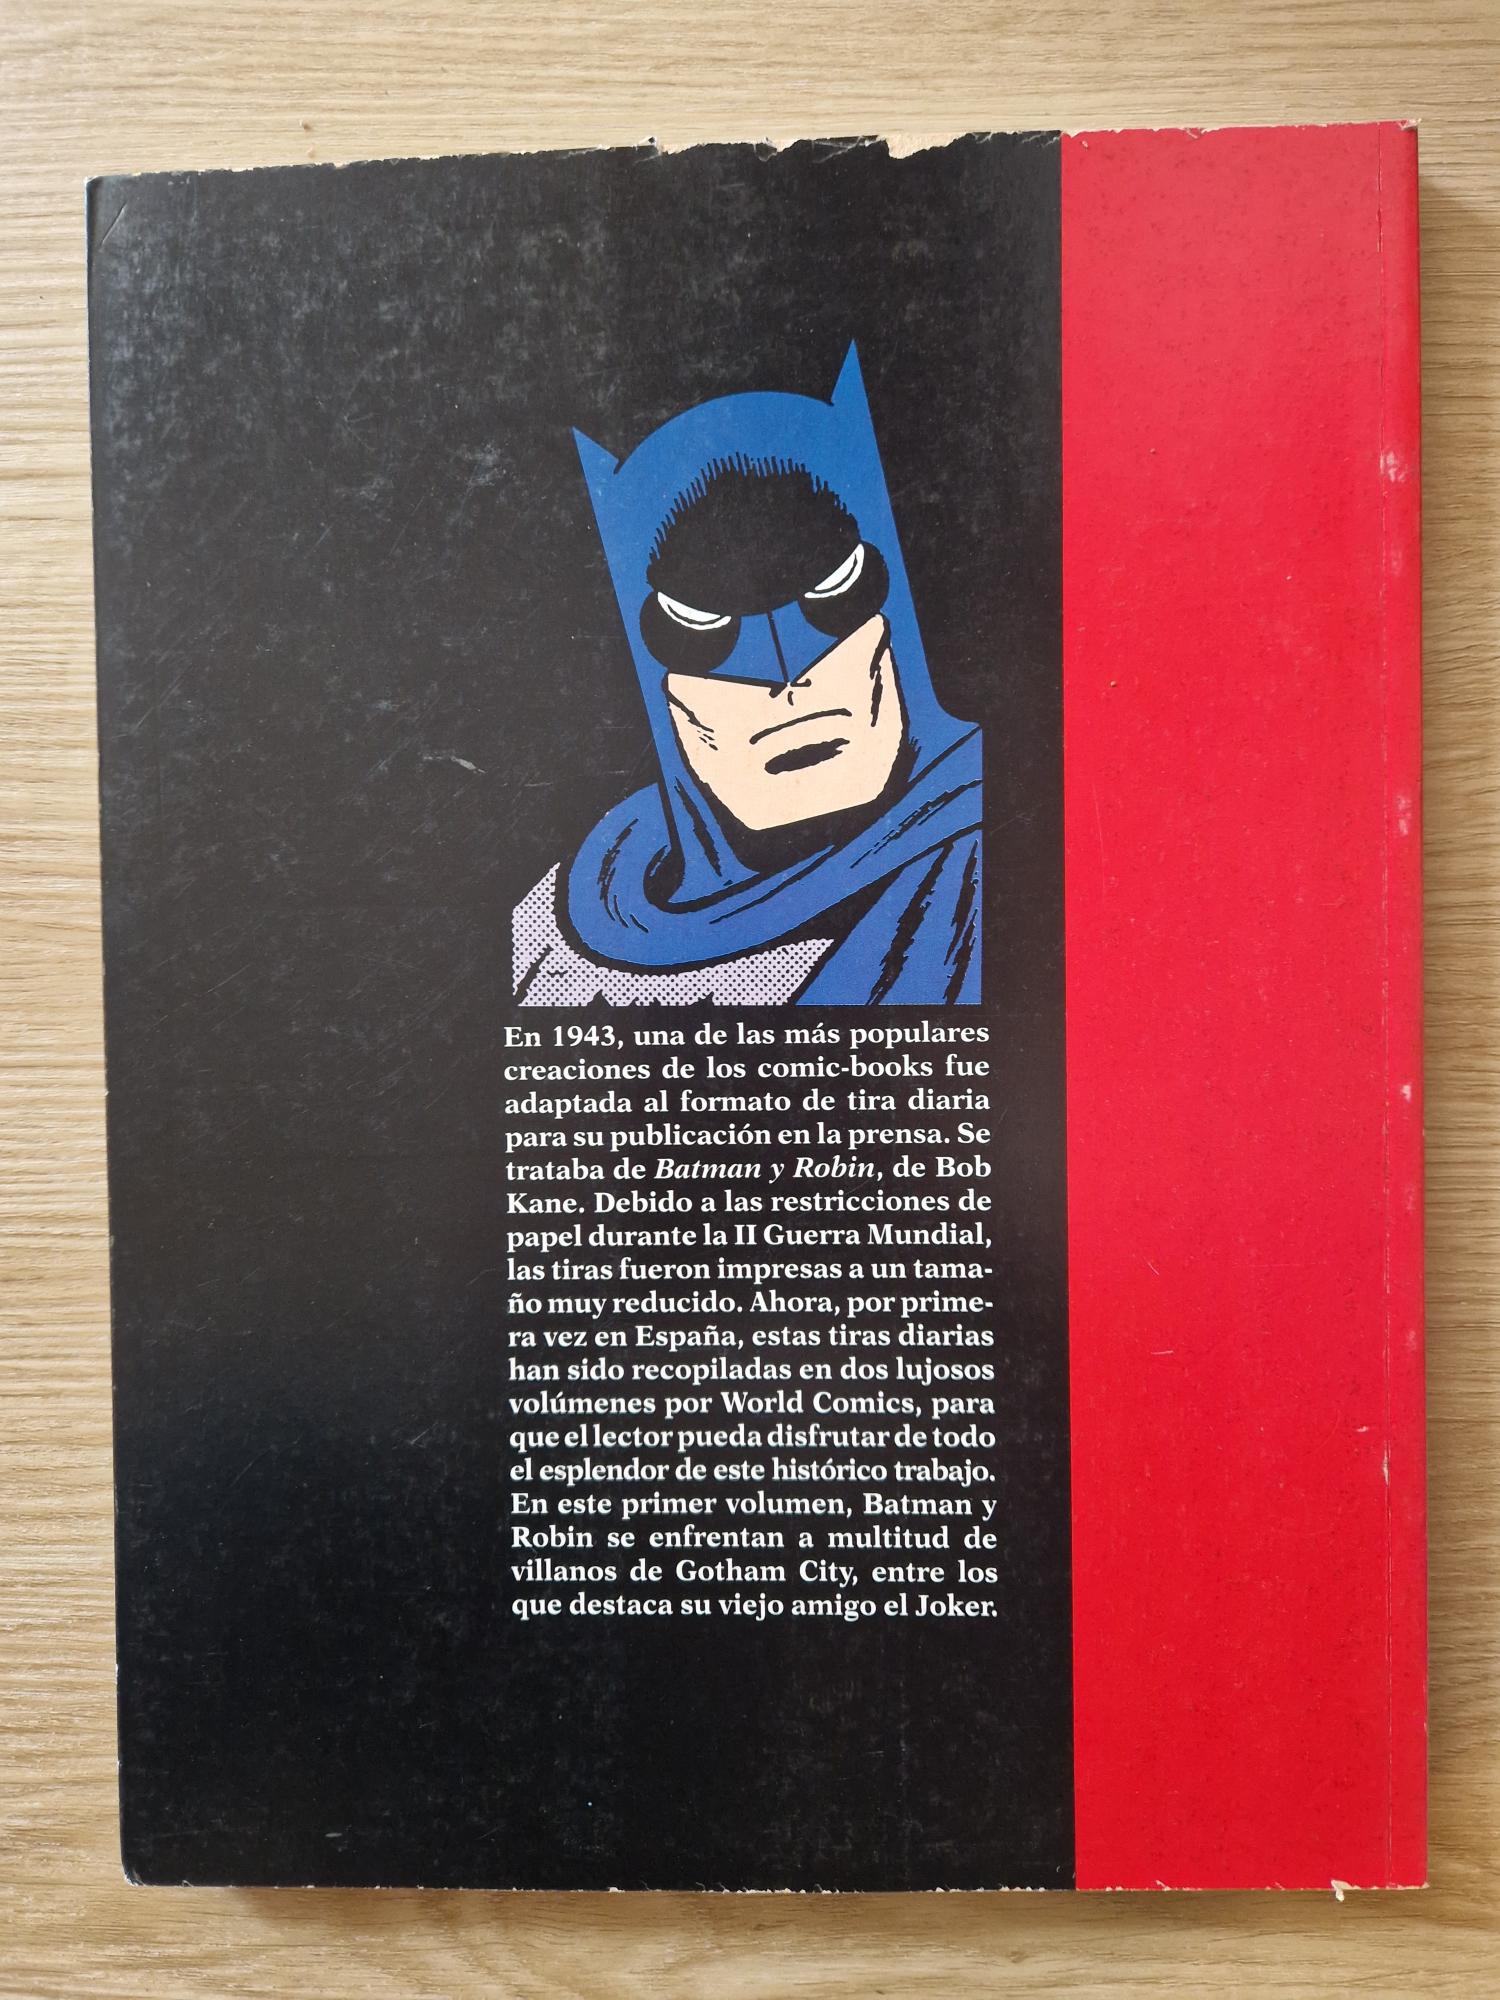 En 1943, una de las más populares
creaciones de los comic-books fue
adaptada al formato de tira diaria
para su publicación en la prensa. Se
trataba de Batman y Robin, de Bob
Kane. Debido a las restricciones de
papel durante la II Guerra Mundial,
las tiras fueron impresas a un tama-
ño muy reducido. Ahora, por prime-
ra vez en España, estas tiras diarias
han sido recopiladas en dos lujosos
volúmenes por World Comics, para
que el lector pueda disfrutar de todo
el esplendor de este histórico trabajo.
En este primer volumen, Batman y
Robin se enfrentan a multitud de
villanos de Gotham City, entre los
que destaca su viejo amigo el Joker.